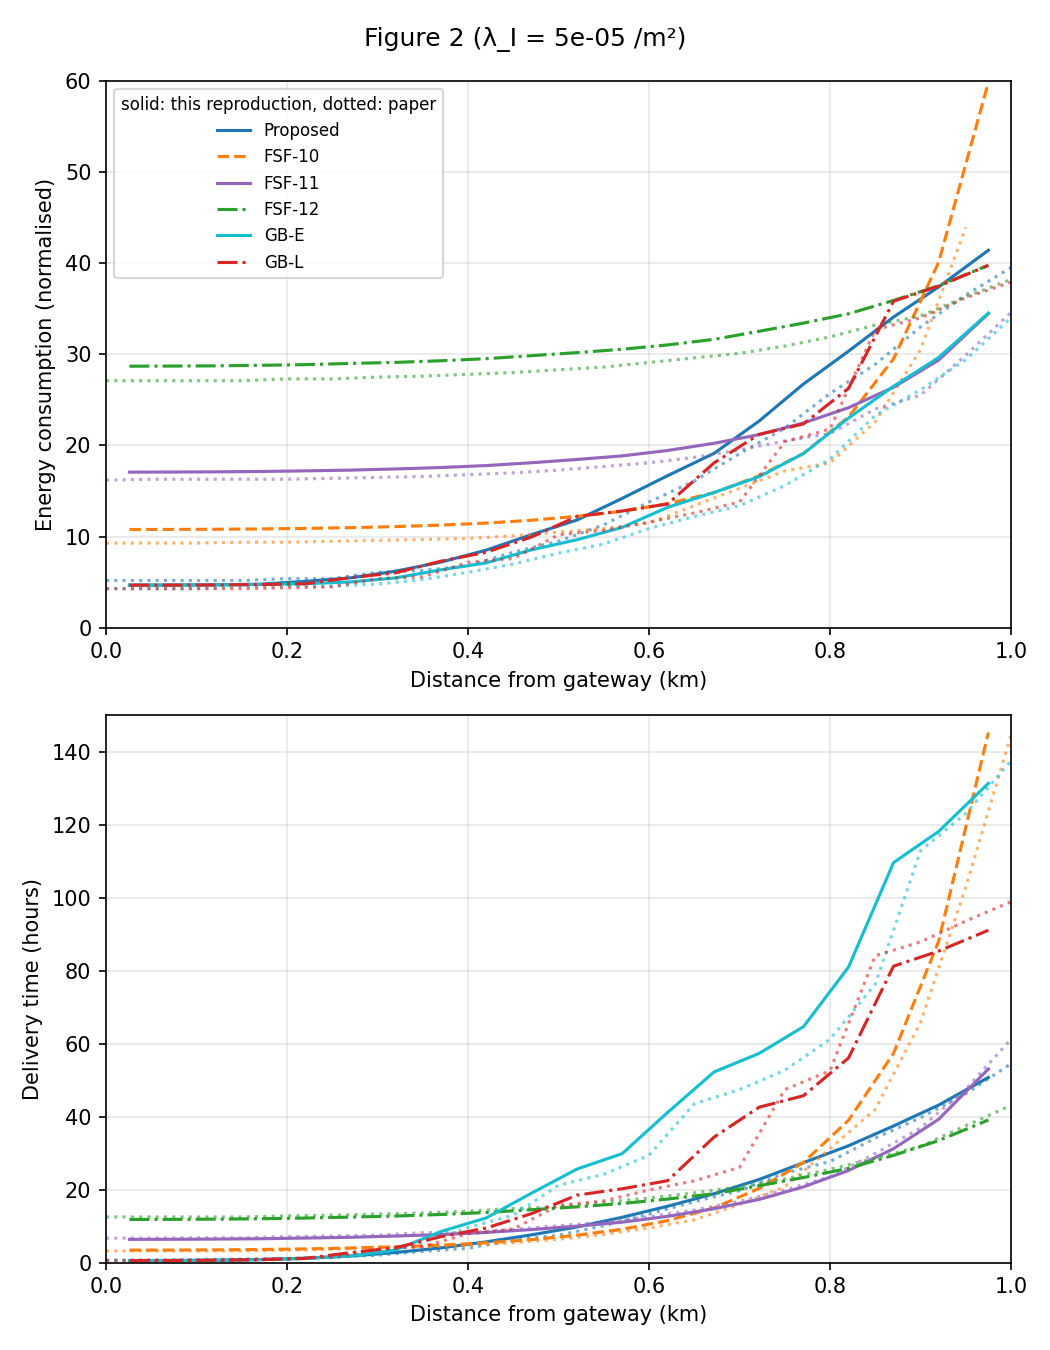 Figure 2 (λ_I = 5e-05 /m²)
60
50
40
30
20
10
0
Energy consumption (normalised)
solid: this reproduction, dotted: paper
Proposed
FSF-10
FSF-11
FSF-12
GB-E
GB-L
0.0 0.2 0.4 0.6 0.8 1.0
Distance from gateway (km)
140
120
100
80
60
40
20
0
Delivery time (hours)
0.0 0.2 0.4 0.6 0.8 1.0
Distance from gateway (km)